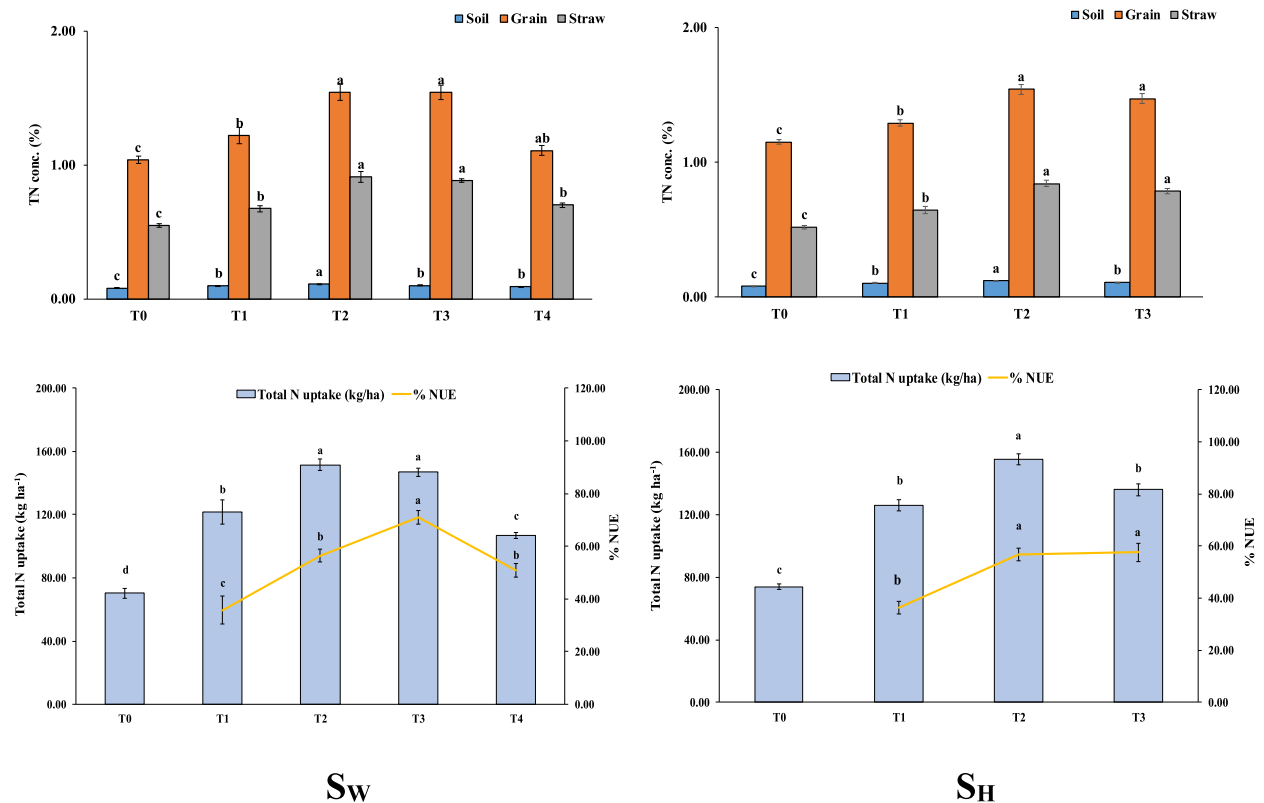 Soil Grain Straw
2.00
1.00
0.00
TN conc. (%)
c c c
b b b
a a a
b a a
b ab b
T0 T1 T2 T3 T4
Soil Grain Straw
2.00
1.00
0.00
TN conc. (%)
c c c
b b b
a a a
b a a
T0 T1 T2 T3
Total N uptake (kg/ha) % NUE
200.00
160.00
120.00
80.00
40.00
0.00
Total N uptake (kg ha⁻¹)
d b a a c
c b a b
120.00
100.00
80.00
60.00
40.00
20.00
0.00
% NUE
T0 T1 T2 T3 T4
Total N uptake (kg/ha) % NUE
200.00
160.00
120.00
80.00
40.00
0.00
Total N uptake (kg ha⁻¹)
c b a b
b a a
120.00
100.00
80.00
60.00
40.00
20.00
0.00
% NUE
T0 T1 T2 T3
SW SH